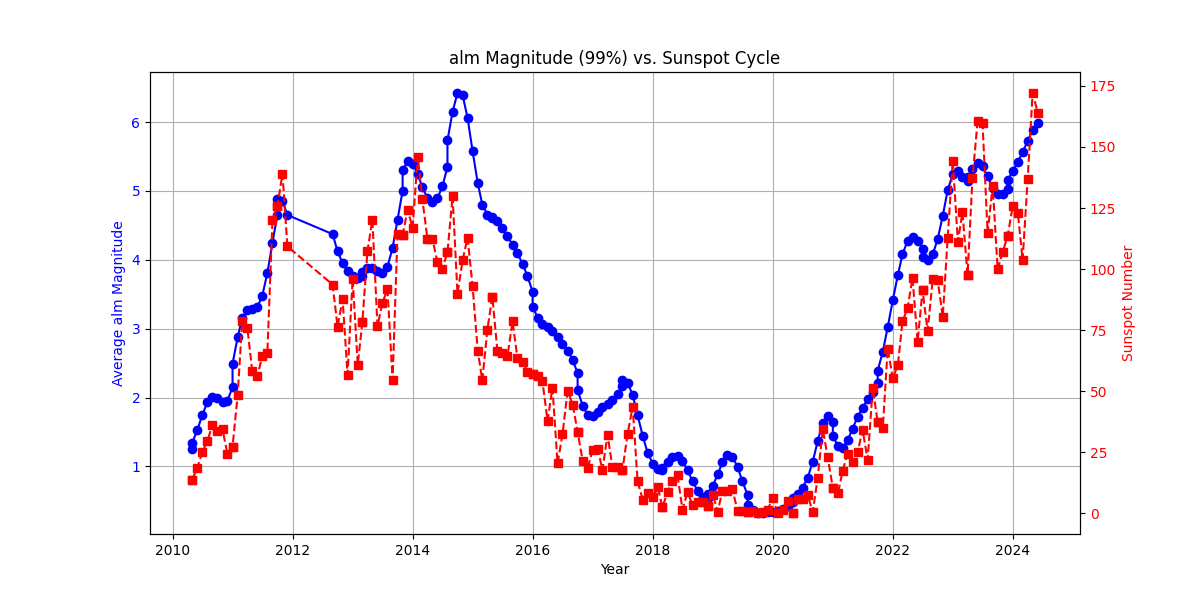 alm Magnitude (99%) vs. Sunspot Cycle
Average alm Magnitude
6
5
4
3
2
1
175
150
125
100
75
50
25
0
Sunspot Number
2010 2012 2014 2016 2018 2020 2022 2024
Year